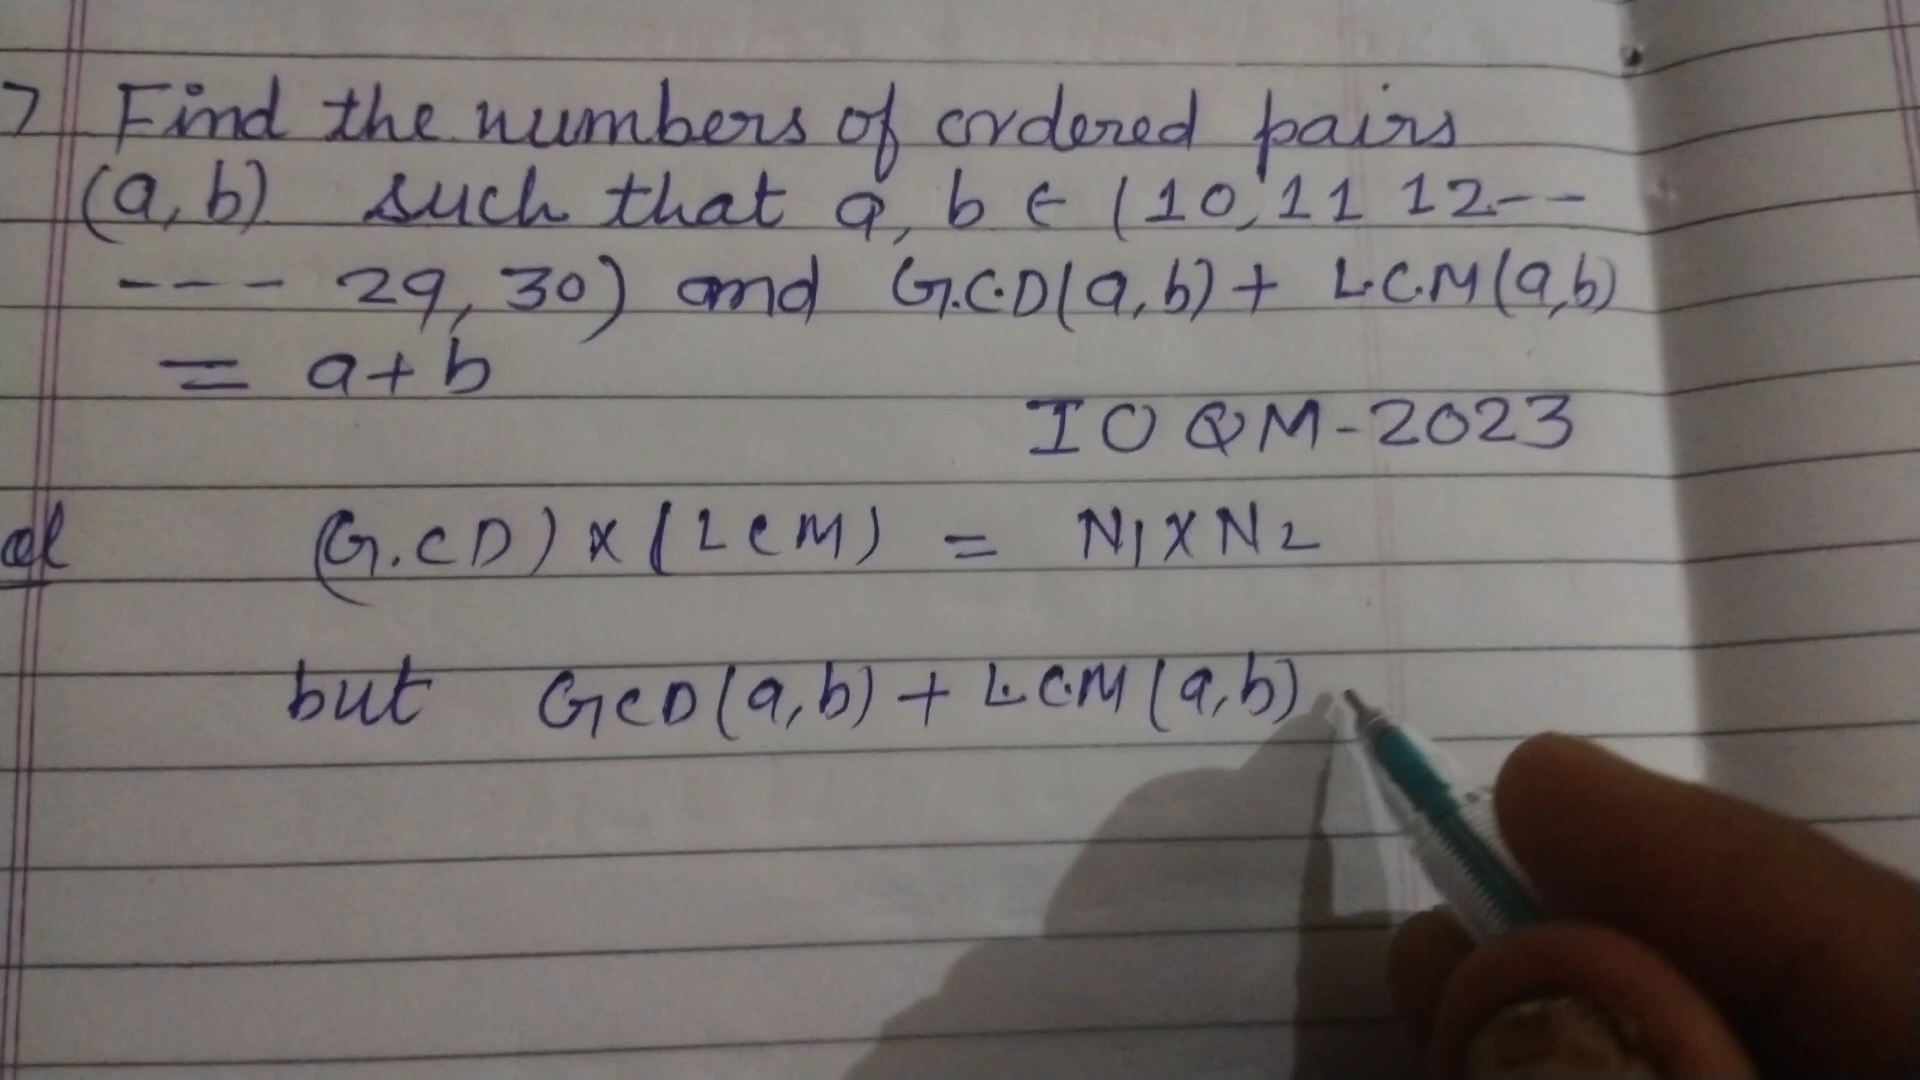 7 Find the numbers of ordered pairs
(a, b) such that a, b ∈ (10, 11 12--
--- 29, 30) and G.C.D(a, b) + L.C.M(a,b)
= a+b
IOQM-2023
(G.CD) × (LCM) = N1 X N2
but GCD(a,b) + L.C.M(a,b)